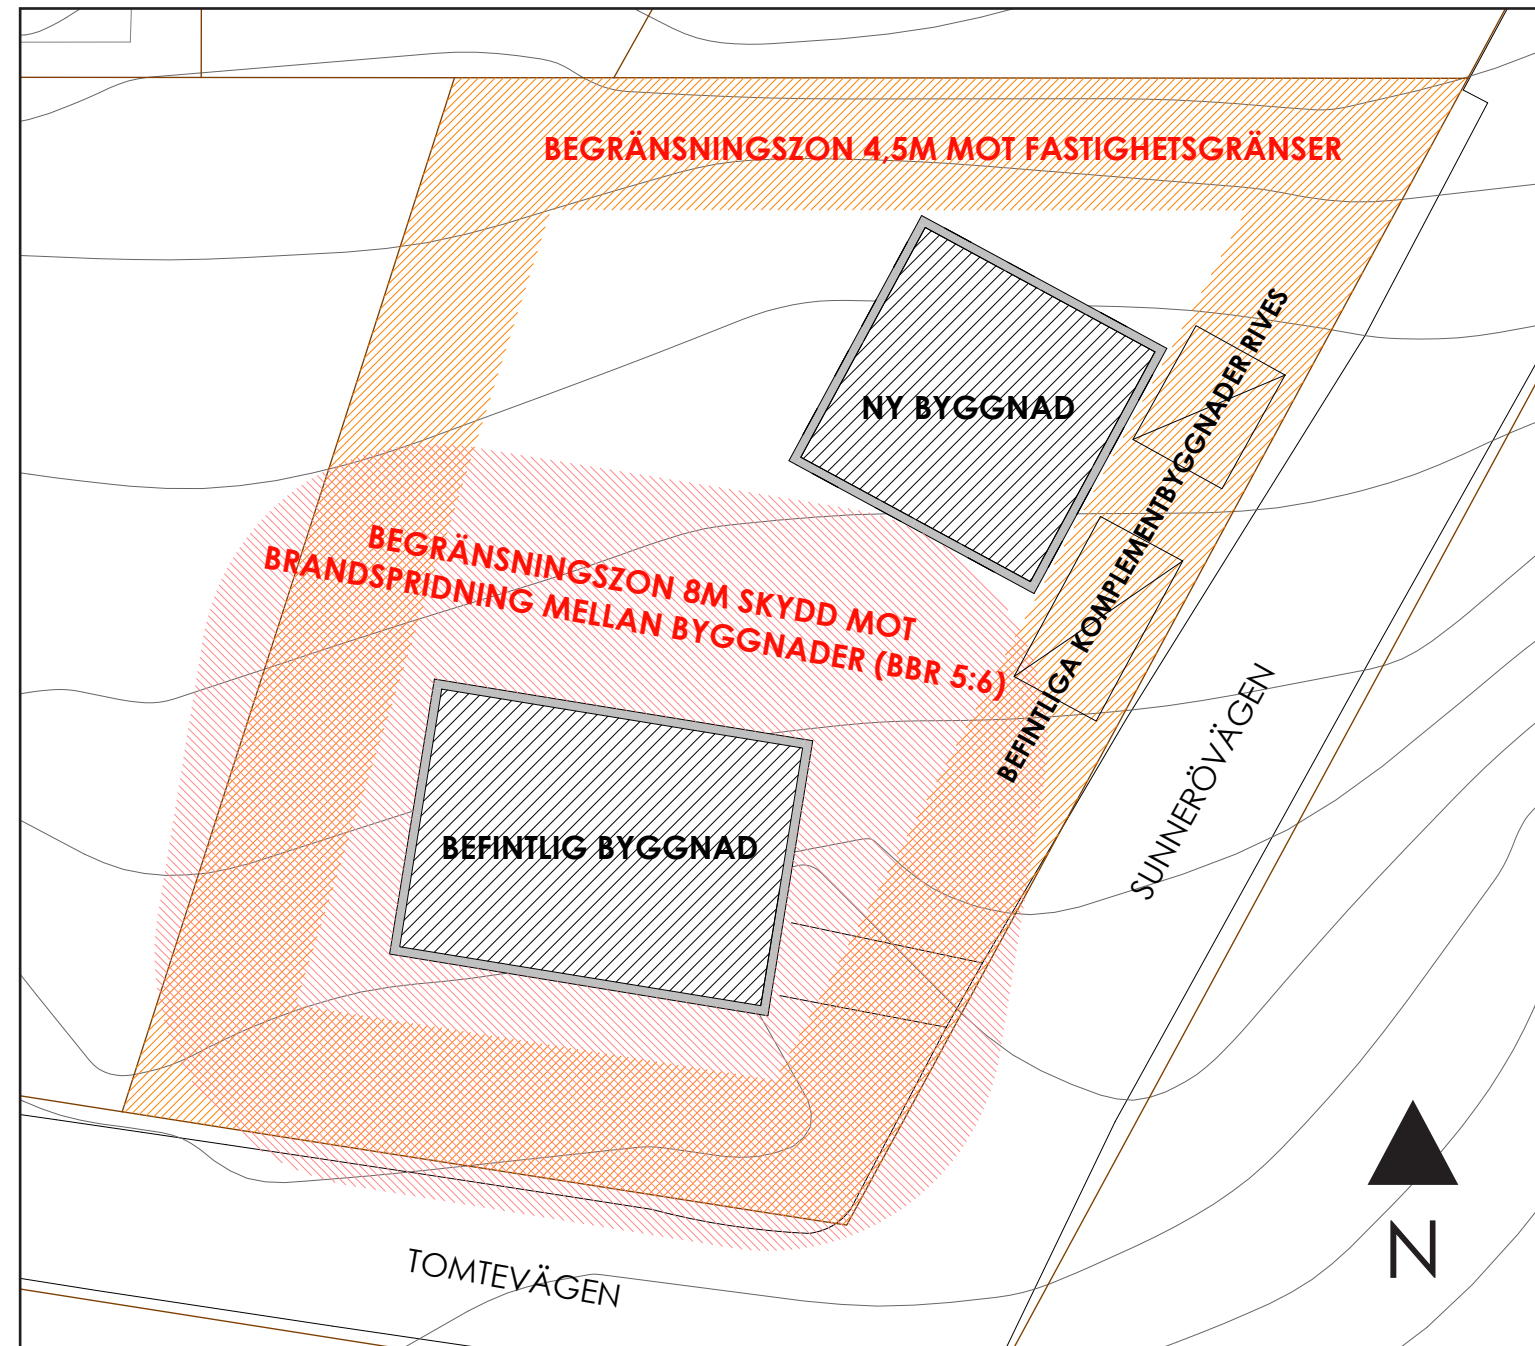 BEGRÄNSNINGSZON 4,5M MOT FASTIGHETSGRÄNSER
BEFINTLIGA KOMPLEMENTBYGGNADER RIVES
NY BYGGNAD
BEGRÄNSNINGSZON 8M SKYDD MOT
BRANDSPRIDNING MELLAN BYGGNADER (BBR 5:6)
BEFINTLIG BYGGNAD
SUNNERÖVÄGEN
TOMTEVÄGEN
N